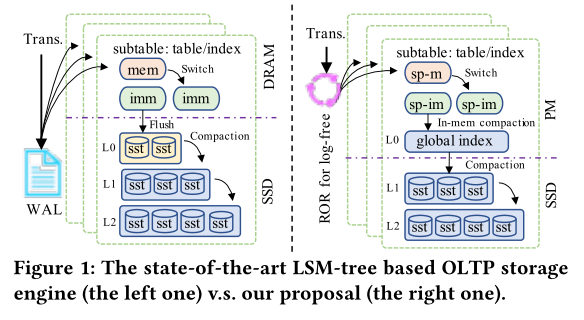 Trans.
subtable: table/index
mem
Switch
imm
imm
DRAM
Flush
L0
sst
sst
Compaction
L1
sst
sst
sst
SSD
WAL
L2
sst
sst
sst
sst
Trans.
subtable: table/index
sp-m
Switch
sp-im
sp-im
PM
In-mem compaction
L0
global index
ROR for log-free
Compaction
L1
sst
sst
sst
SSD
L2
sst
sst
sst
sst
Figure 1: The state-of-the-art LSM-tree based OLTP storage
engine (the left one) v.s. our proposal (the right one).